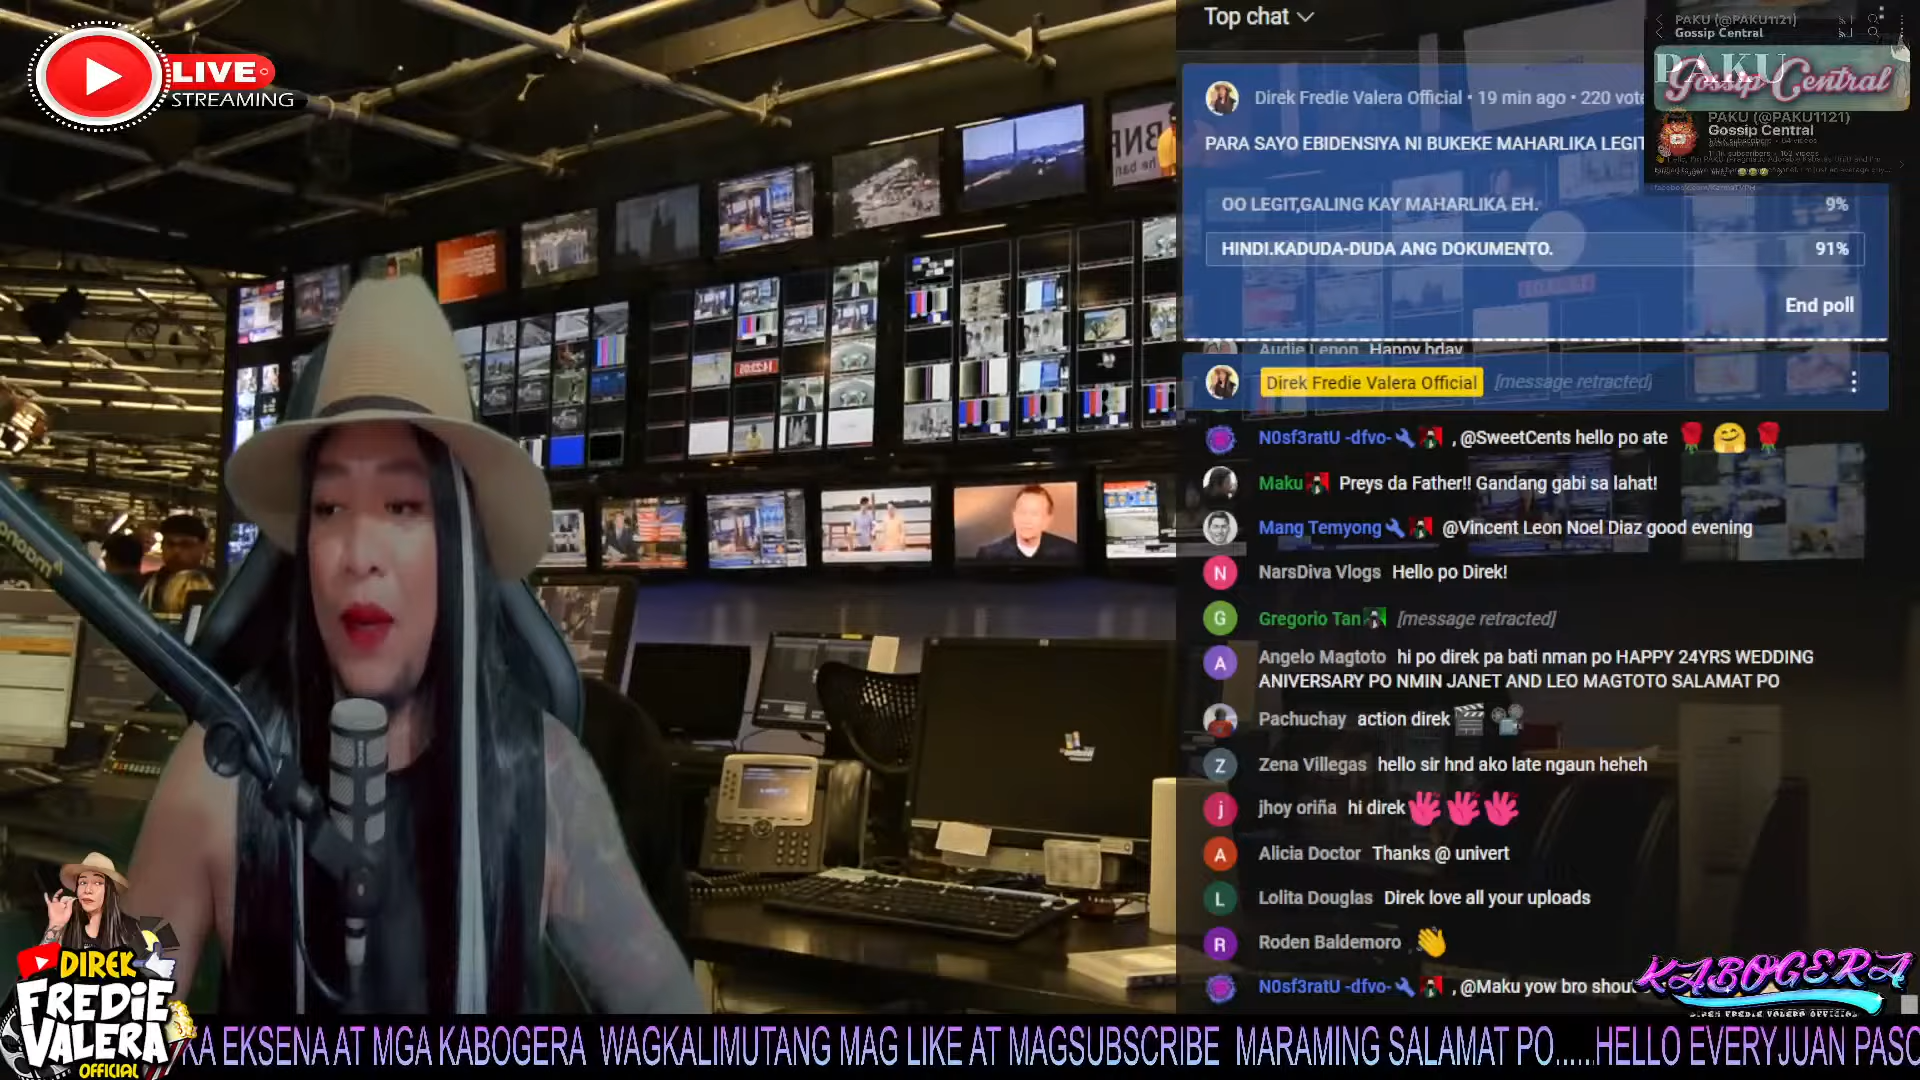 LIVE
STREAMING
Top chat
PAKU (@PAKU1121)
Gossip Central
PAKU
Gossip Central
PAKU (@PAKU1121)
Gossip Central
Direk Fredie Valera Official • 19 min ago • 220 vote
PARA SAYO EBIDENSIYA NI BUKEKE MAHARLIKA LEGIT
OO LEGIT,GALING KAY MAHARLIKA EH. 9%
HINDI.KADUDA-DUDA ANG DOKUMENTO. 91%
End poll
Audie Lenon Happy bday
Direk Fredie Valera Official [message retracted]
N0sf3ratU -dfvo- , @SweetCents hello po ate
Maku Preys da Father!! Gandang gabi sa lahat!
Mang Temyong @Vincent Leon Noel Diaz good evening
N NarsDiva Vlogs Hello po Direk!
G Gregorio Tan [message retracted]
A Angelo Magtoto hi po direk pa bati nman po HAPPY 24YRS WEDDING
ANIVERSARY PO NMIN JANET AND LEO MAGTOTO SALAMAT PO
Pachuchay action direk
Z Zena Villegas hello sir hnd ako late ngaun heheh
j jhoy oriña hi direk
A Alicia Doctor Thanks @ univert
L Lolita Douglas Direk love all your uploads
R Roden Baldemoro
N0sf3ratU -dfvo- , @Maku yow bro shout
KABOGERA
DIREK FREDIE VALERA OFFICIAL
DIREK
FREDIE
VALERA
OFFICIAL
KA EKSENA AT MGA KABOGERA WAGKALIMUTANG MAG LIKE AT MAGSUBSCRIBE MARAMING SALAMAT PO.....HELLO EVERYJUAN PASO